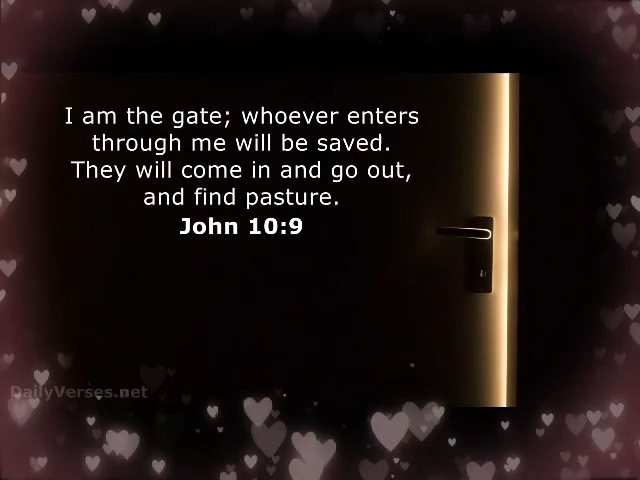 I am the gate; whoever enters
through me will be saved.
They will come in and go out,
and find pasture.
John 10:9
DailyVerses.net